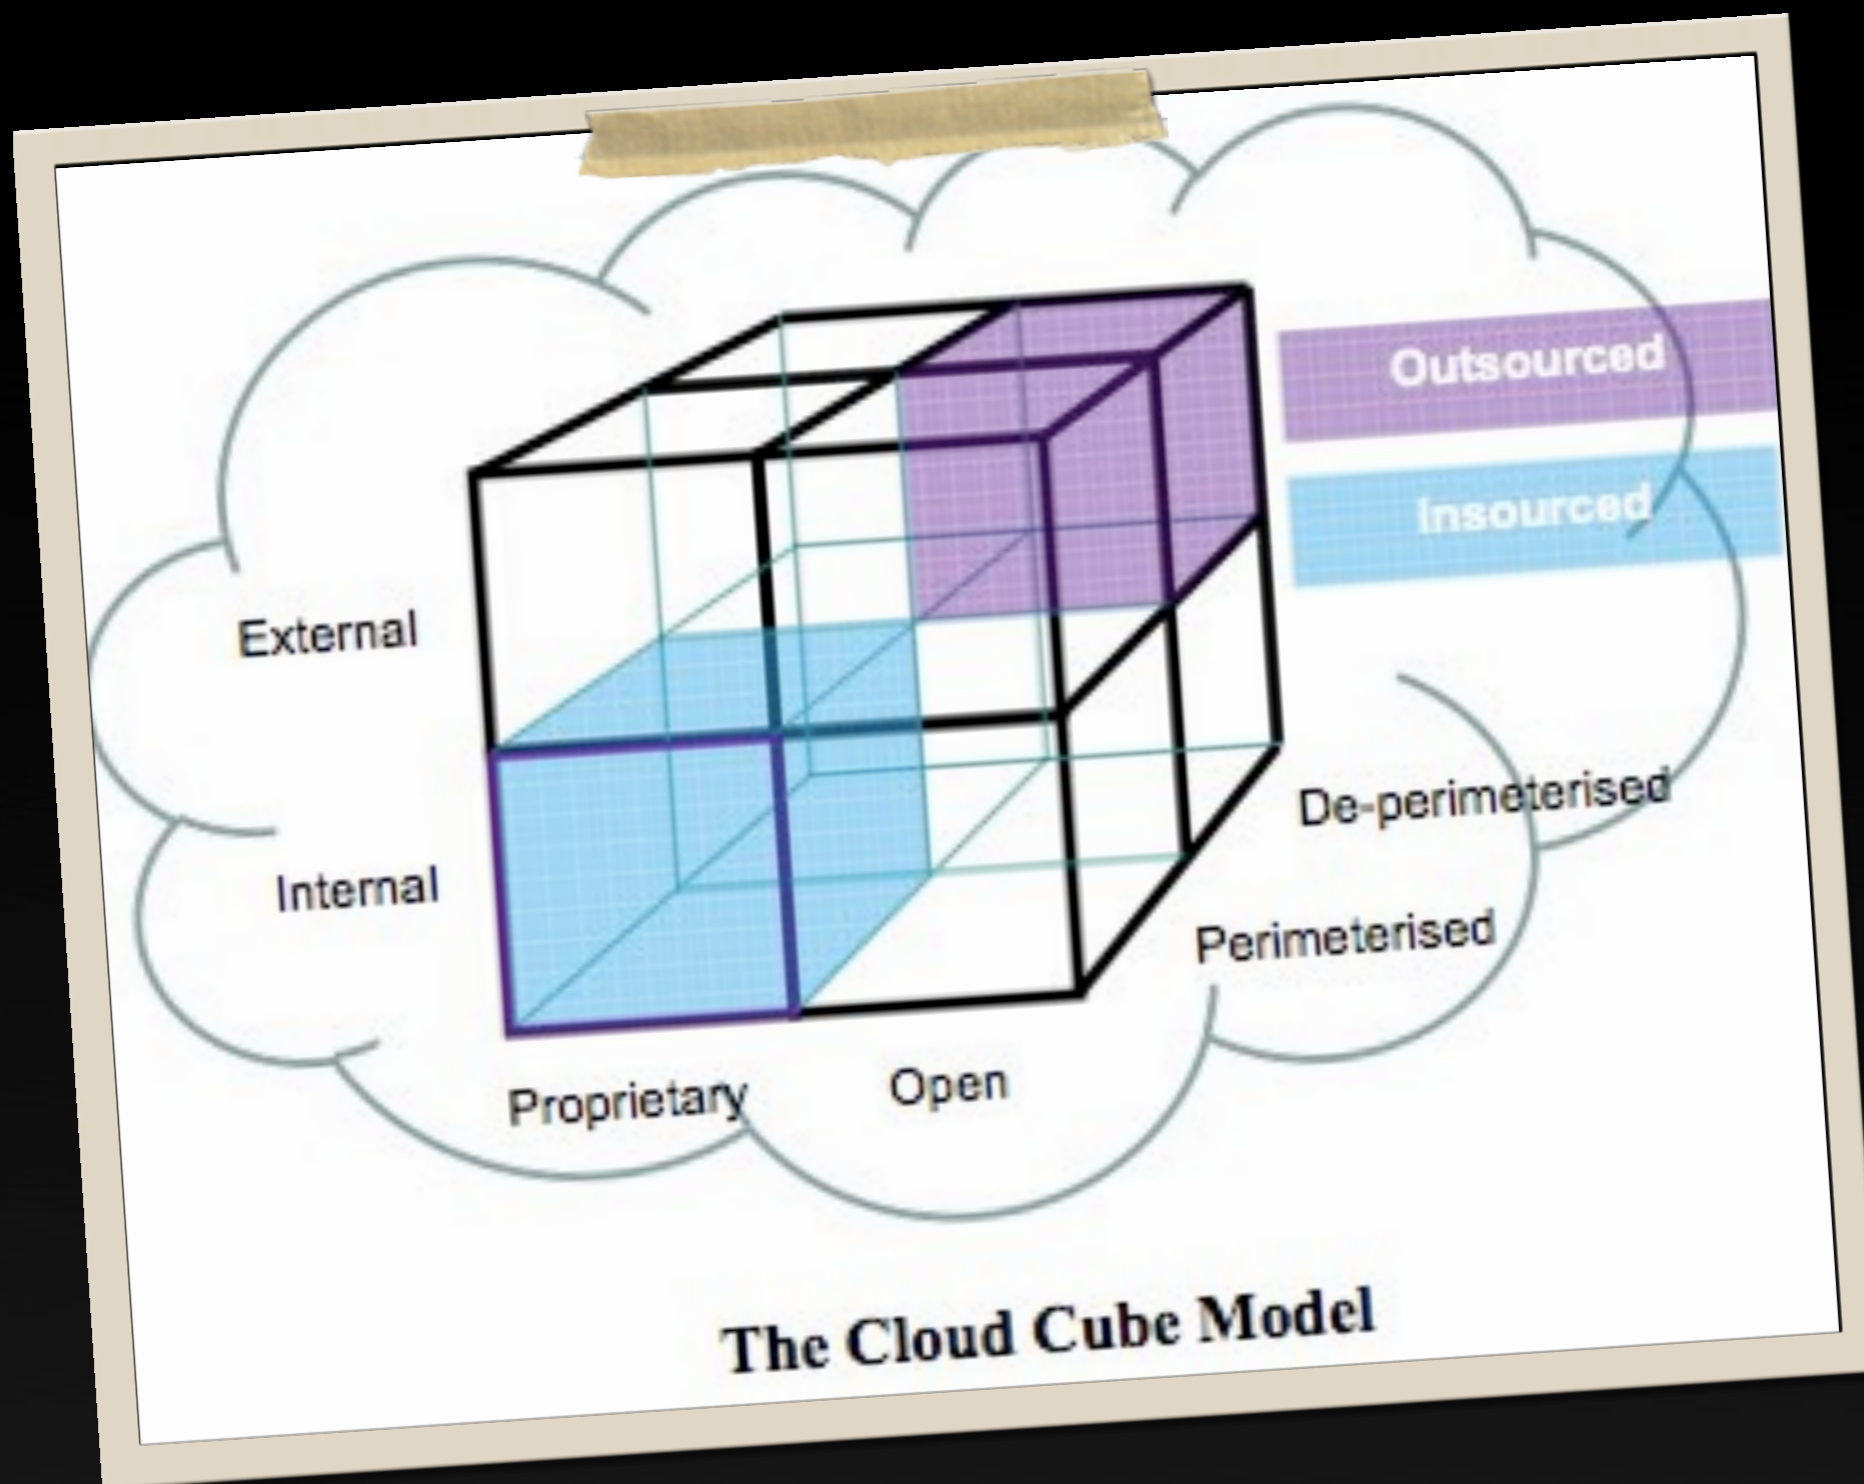 Outsourced
Insourced
External
Internal
De-perimeterised
Perimeterised
Proprietary
Open
The Cloud Cube Model